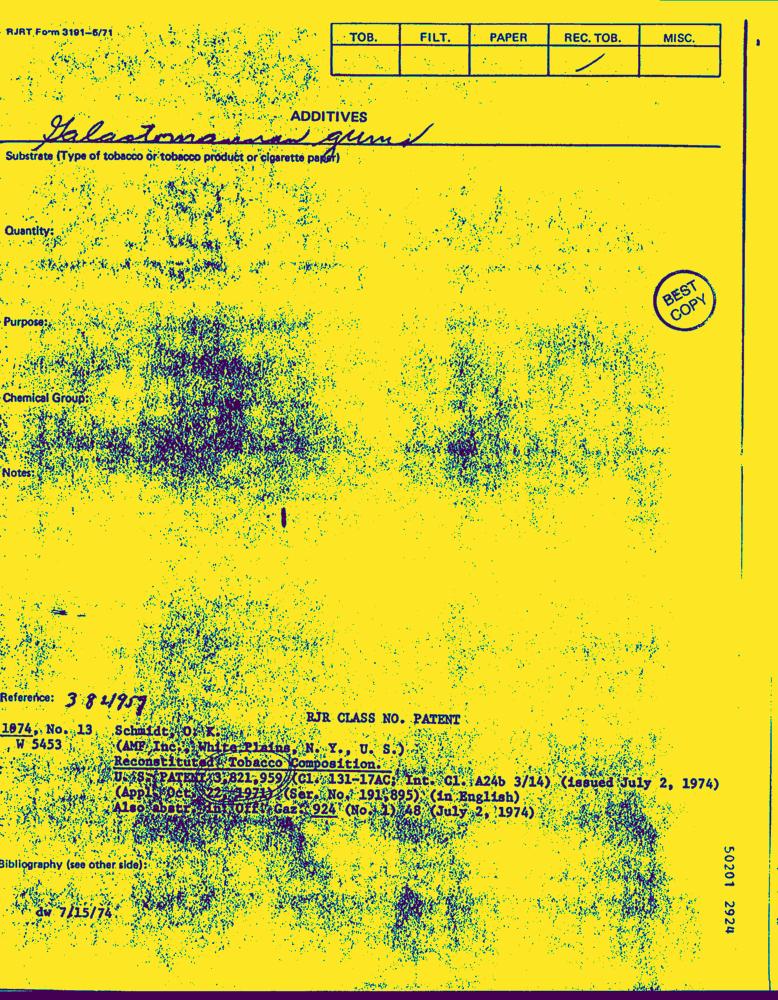 RJRT Form 3191—6/71
TOB. FILT. PAPER REC. TOB. MISC.
ADDITIVES
Galactomannan gums
Substrate (Type of tobacco or tobacco product or cigarette paper)
Quantity:
BEST
COPY
Purpose:
Chemical Group:
Notes:
Reference: 3821959
RJR CLASS NO. PATENT
1974, No. 13 Schmidt, O. K.
W 5453 (AMF Inc., White Plains, N. Y., U. S.)
Reconstituted Tobacco Composition.
U. S. PATENT 3,821,959 (Cl. 131-17AC, Int. Cl. A24b 3/14) (issued July 2, 1974)
(Appl. Oct. 22, 1971) (Ser. No. 191,895) (in English)
Also abstr. in: Off. Gaz. 924 (No. 1) 48 (July 2, 1974)
Bibliography (see other side):
dw 7/15/74
50201 2924